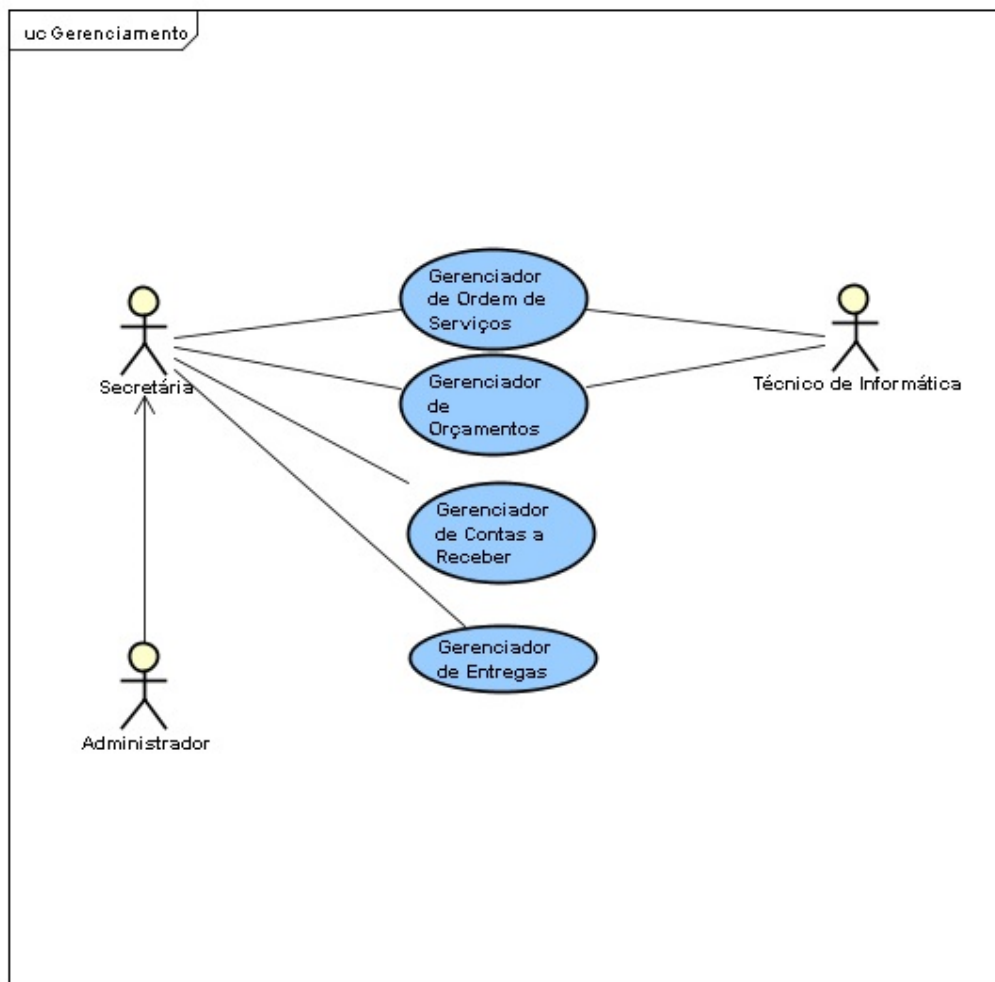 uc Gerenciamento
Gerenciador
de Ordem de
Serviços
Secretária
Gerenciador
de
Orçamentos
Técnico de Informática
Gerenciador
de Contas a
Receber
Gerenciador
de Entregas
Administrador